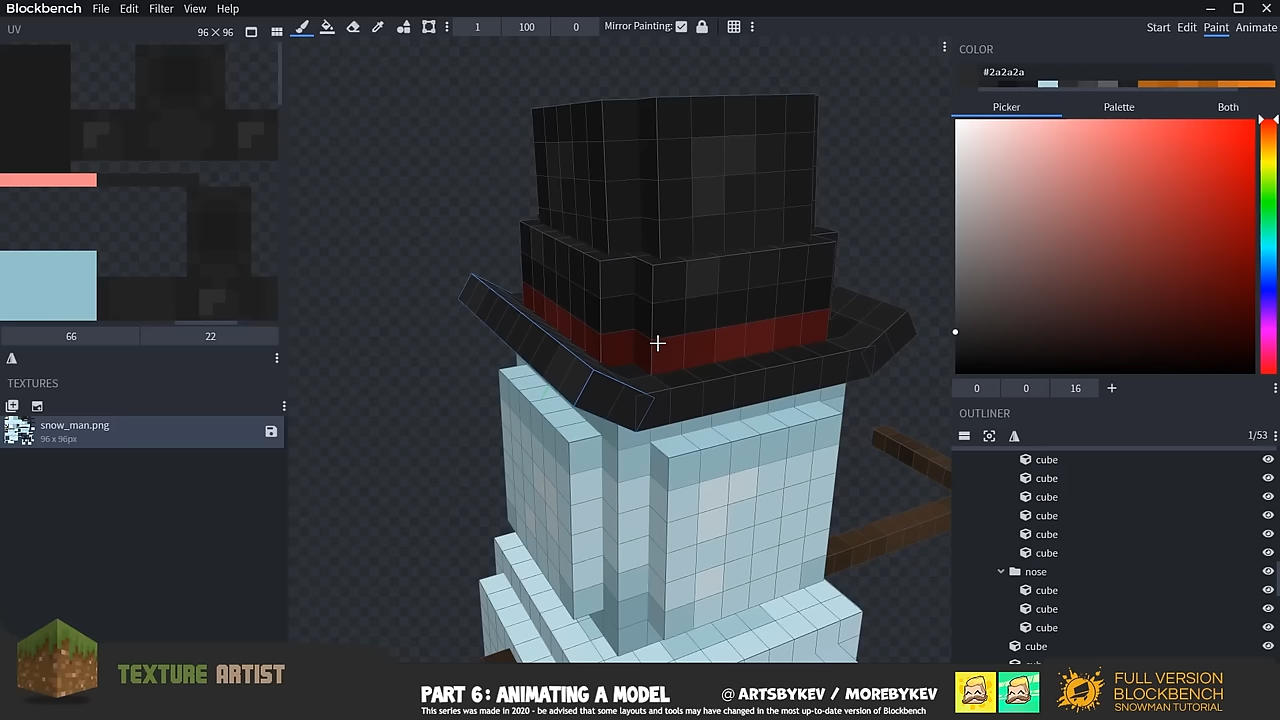 Blockbench File Edit Filter View Help
UV 96 × 96 1 100 0 Mirror Painting: Start Edit Paint Animate
COLOR
#2a2a2a
Picker Palette Both
66 22
TEXTURES
snow_man.png
96 x 96px
0 0 16
OUTLINER
1/53
cube
cube
cube
cube
cube
cube
nose
cube
cube
cube
cube
TEXTURE ARTIST
PART 6: ANIMATING A MODEL @ARTSBYKEV / MOREBYKEV
This series was made in 2020 - be advised that some layouts and tools may have changed in the most up-to-date version of Blockbench
FULL VERSION
BLOCKBENCH
SNOWMAN TUTORIAL